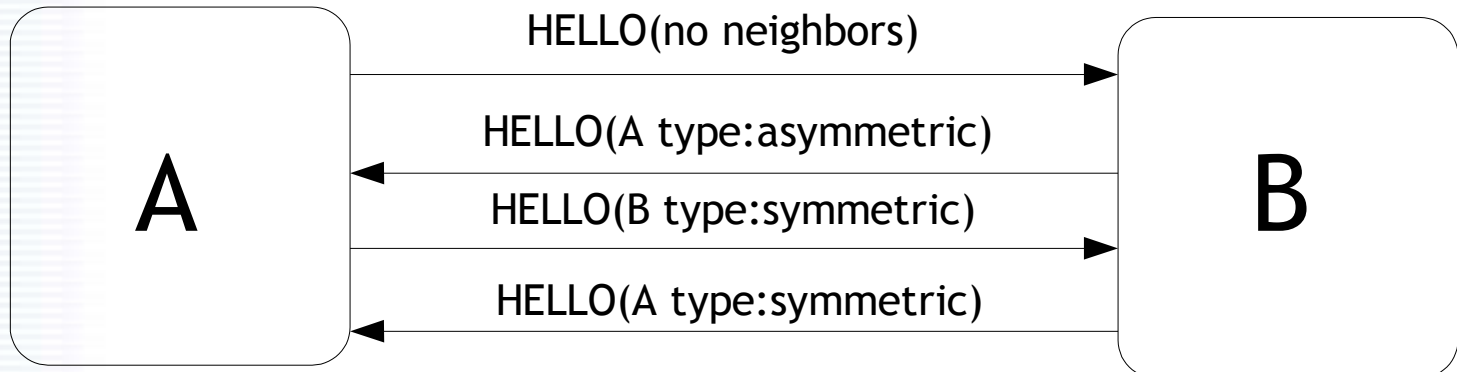 HELLO(no neighbors)
HELLO(A type:asymmetric)
A
B
HELLO(B type:symmetric)
HELLO(A type:symmetric)